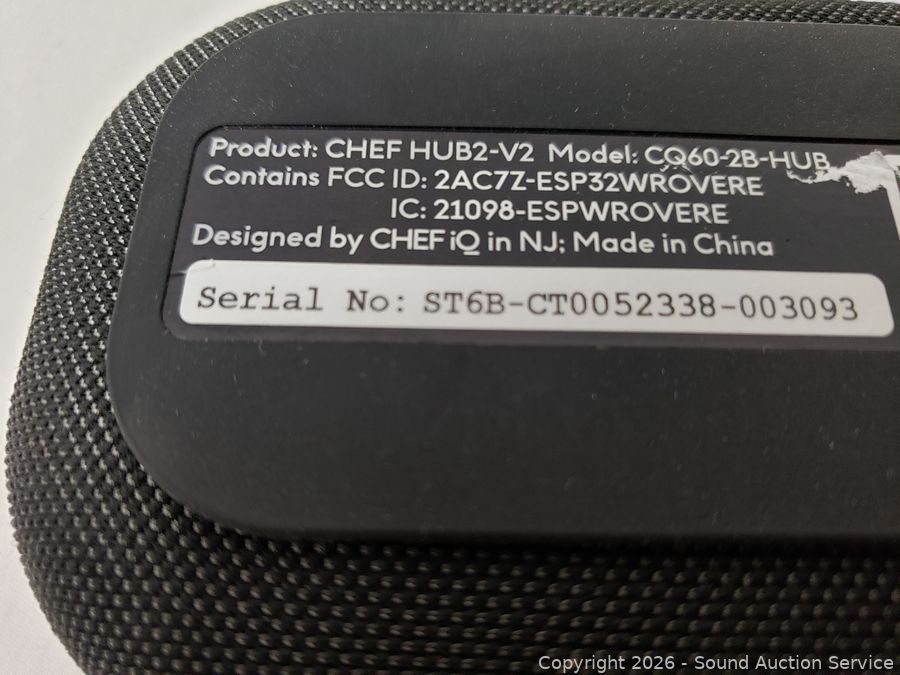 Product: CHEF HUB2-V2 Model: CQ60-2B-HUB
Contains FCC ID: 2AC7Z-ESP32WROVERE
IC: 21098-ESPWROVERE
Designed by CHEF iQ in NJ; Made in China
Serial No: ST6B-CT0052338-003093
Copyright 2026 - Sound Auction Service